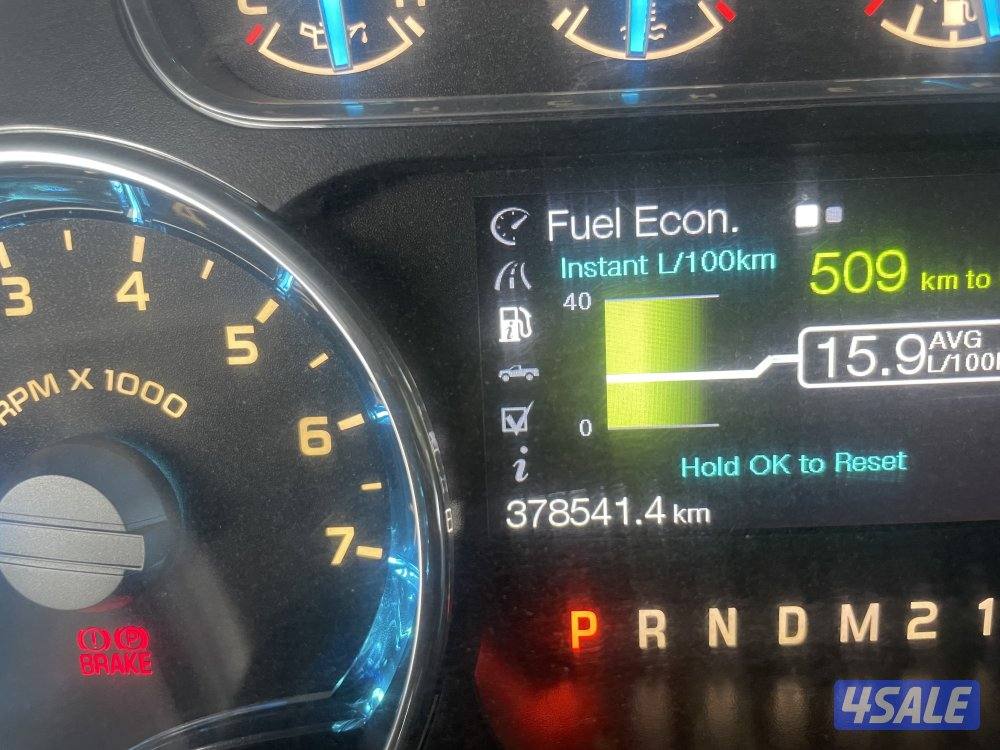 C H
Fuel Econ.
Instant L/100km
509 km to
40
AVG
15.9 L/100k
0
Hold OK to Reset
378541.4 km
3 4 5 6 7
RPM X 1000
P
BRAKE
P R N D M 2 1
4SALE